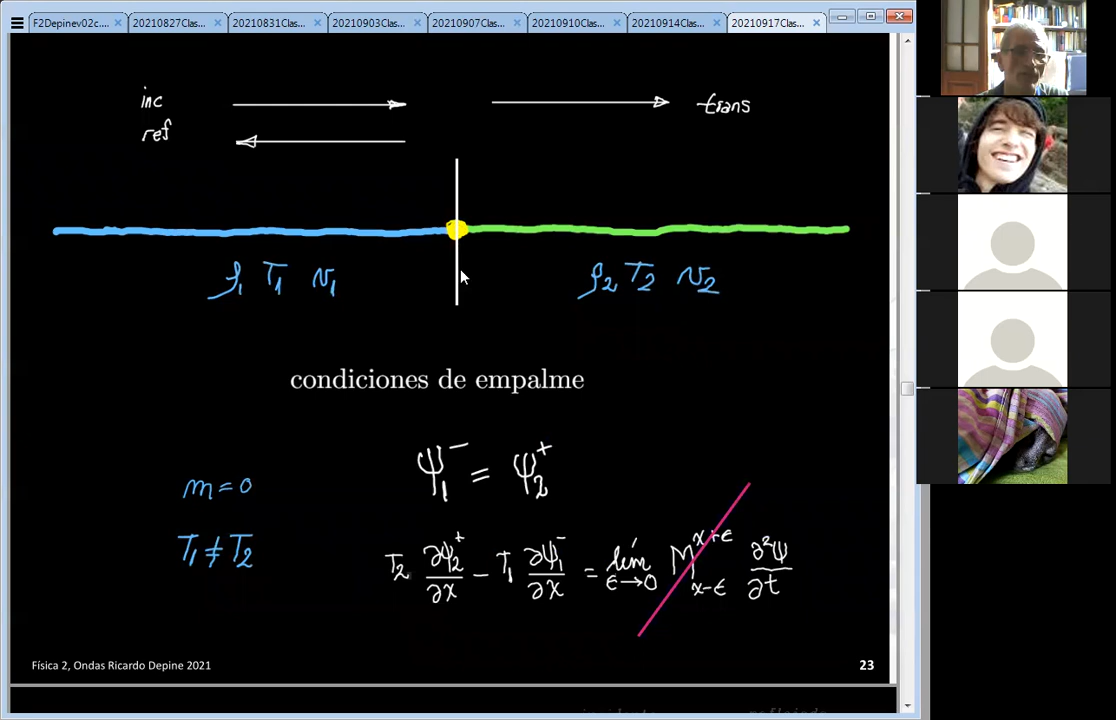 F2Depinev02c.... 20210827Clas... 20210831Class... 20210903Clas... 20210907Clas... 20210910Clas... 20210914Clas... 20210917Clas...
inc
trans
ref
ρ₁ T₁ v₁
ρ₂ T₂ v₂
condiciones de empalme
ψ₁⁻ = ψ₂⁺
m=0
T₁ ≠ T₂
T₂ ∂ψ₂⁺/∂x − T₁ ∂ψ₁⁻/∂x = lím ε→0 M x+ε x−ε ∂²ψ/∂t
Física 2, Ondas Ricardo Depine 2021
23